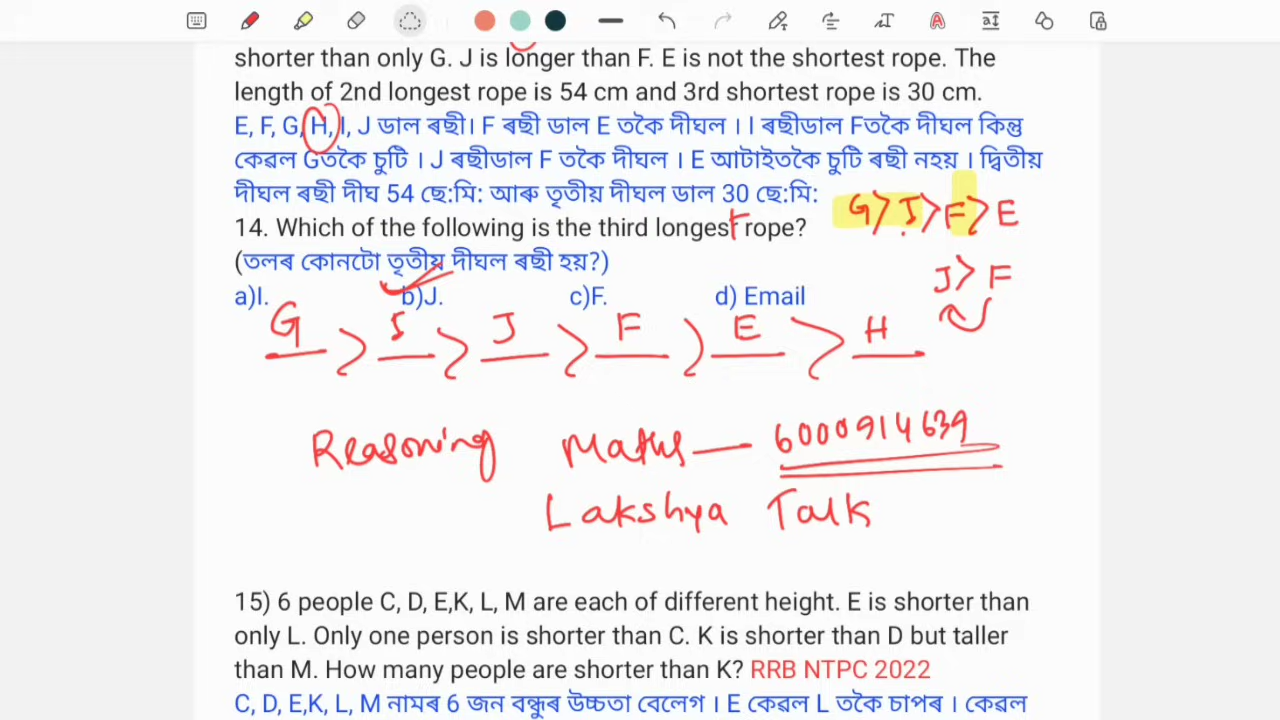 shorter than only G. J is longer than F. E is not the shortest rope. The
length of 2nd longest rope is 54 cm and 3rd shortest rope is 30 cm.
E, F, G, H, I, J ডাল ৰছী। F ৰছী ডাল E তকৈ দীঘল । I ৰছীডাল Fতকৈ দীঘল কিন্তু
কেৱল Gতকৈ চুটি । J ৰছীডাল F তকৈ দীঘল । E আটাইতকৈ চুটি ৰছী নহয় । দ্বিতীয়
দীঘল ৰছী দীঘ 54 ছে:মি: আৰু তৃতীয় দীঘল ডাল 30 ছে:মি:
G > I > F > E
14. Which of the following is the third longest rope?
(তলৰ কোনটো তৃতীয় দীঘল ৰছী হয়?)
J > F
a)I. b)J. c)F. d) Email
G > I > J > F > E > H
Reasoning Maths — 6000914639
Lakshya Talk
15) 6 people C, D, E,K, L, M are each of different height. E is shorter than
only L. Only one person is shorter than C. K is shorter than D but taller
than M. How many people are shorter than K? RRB NTPC 2022
C, D, E,K, L, M নামৰ 6 জন বন্ধুৰ উচ্চতা বেলেগ । E কেৱল L তকৈ চাপৰ । কেৱল